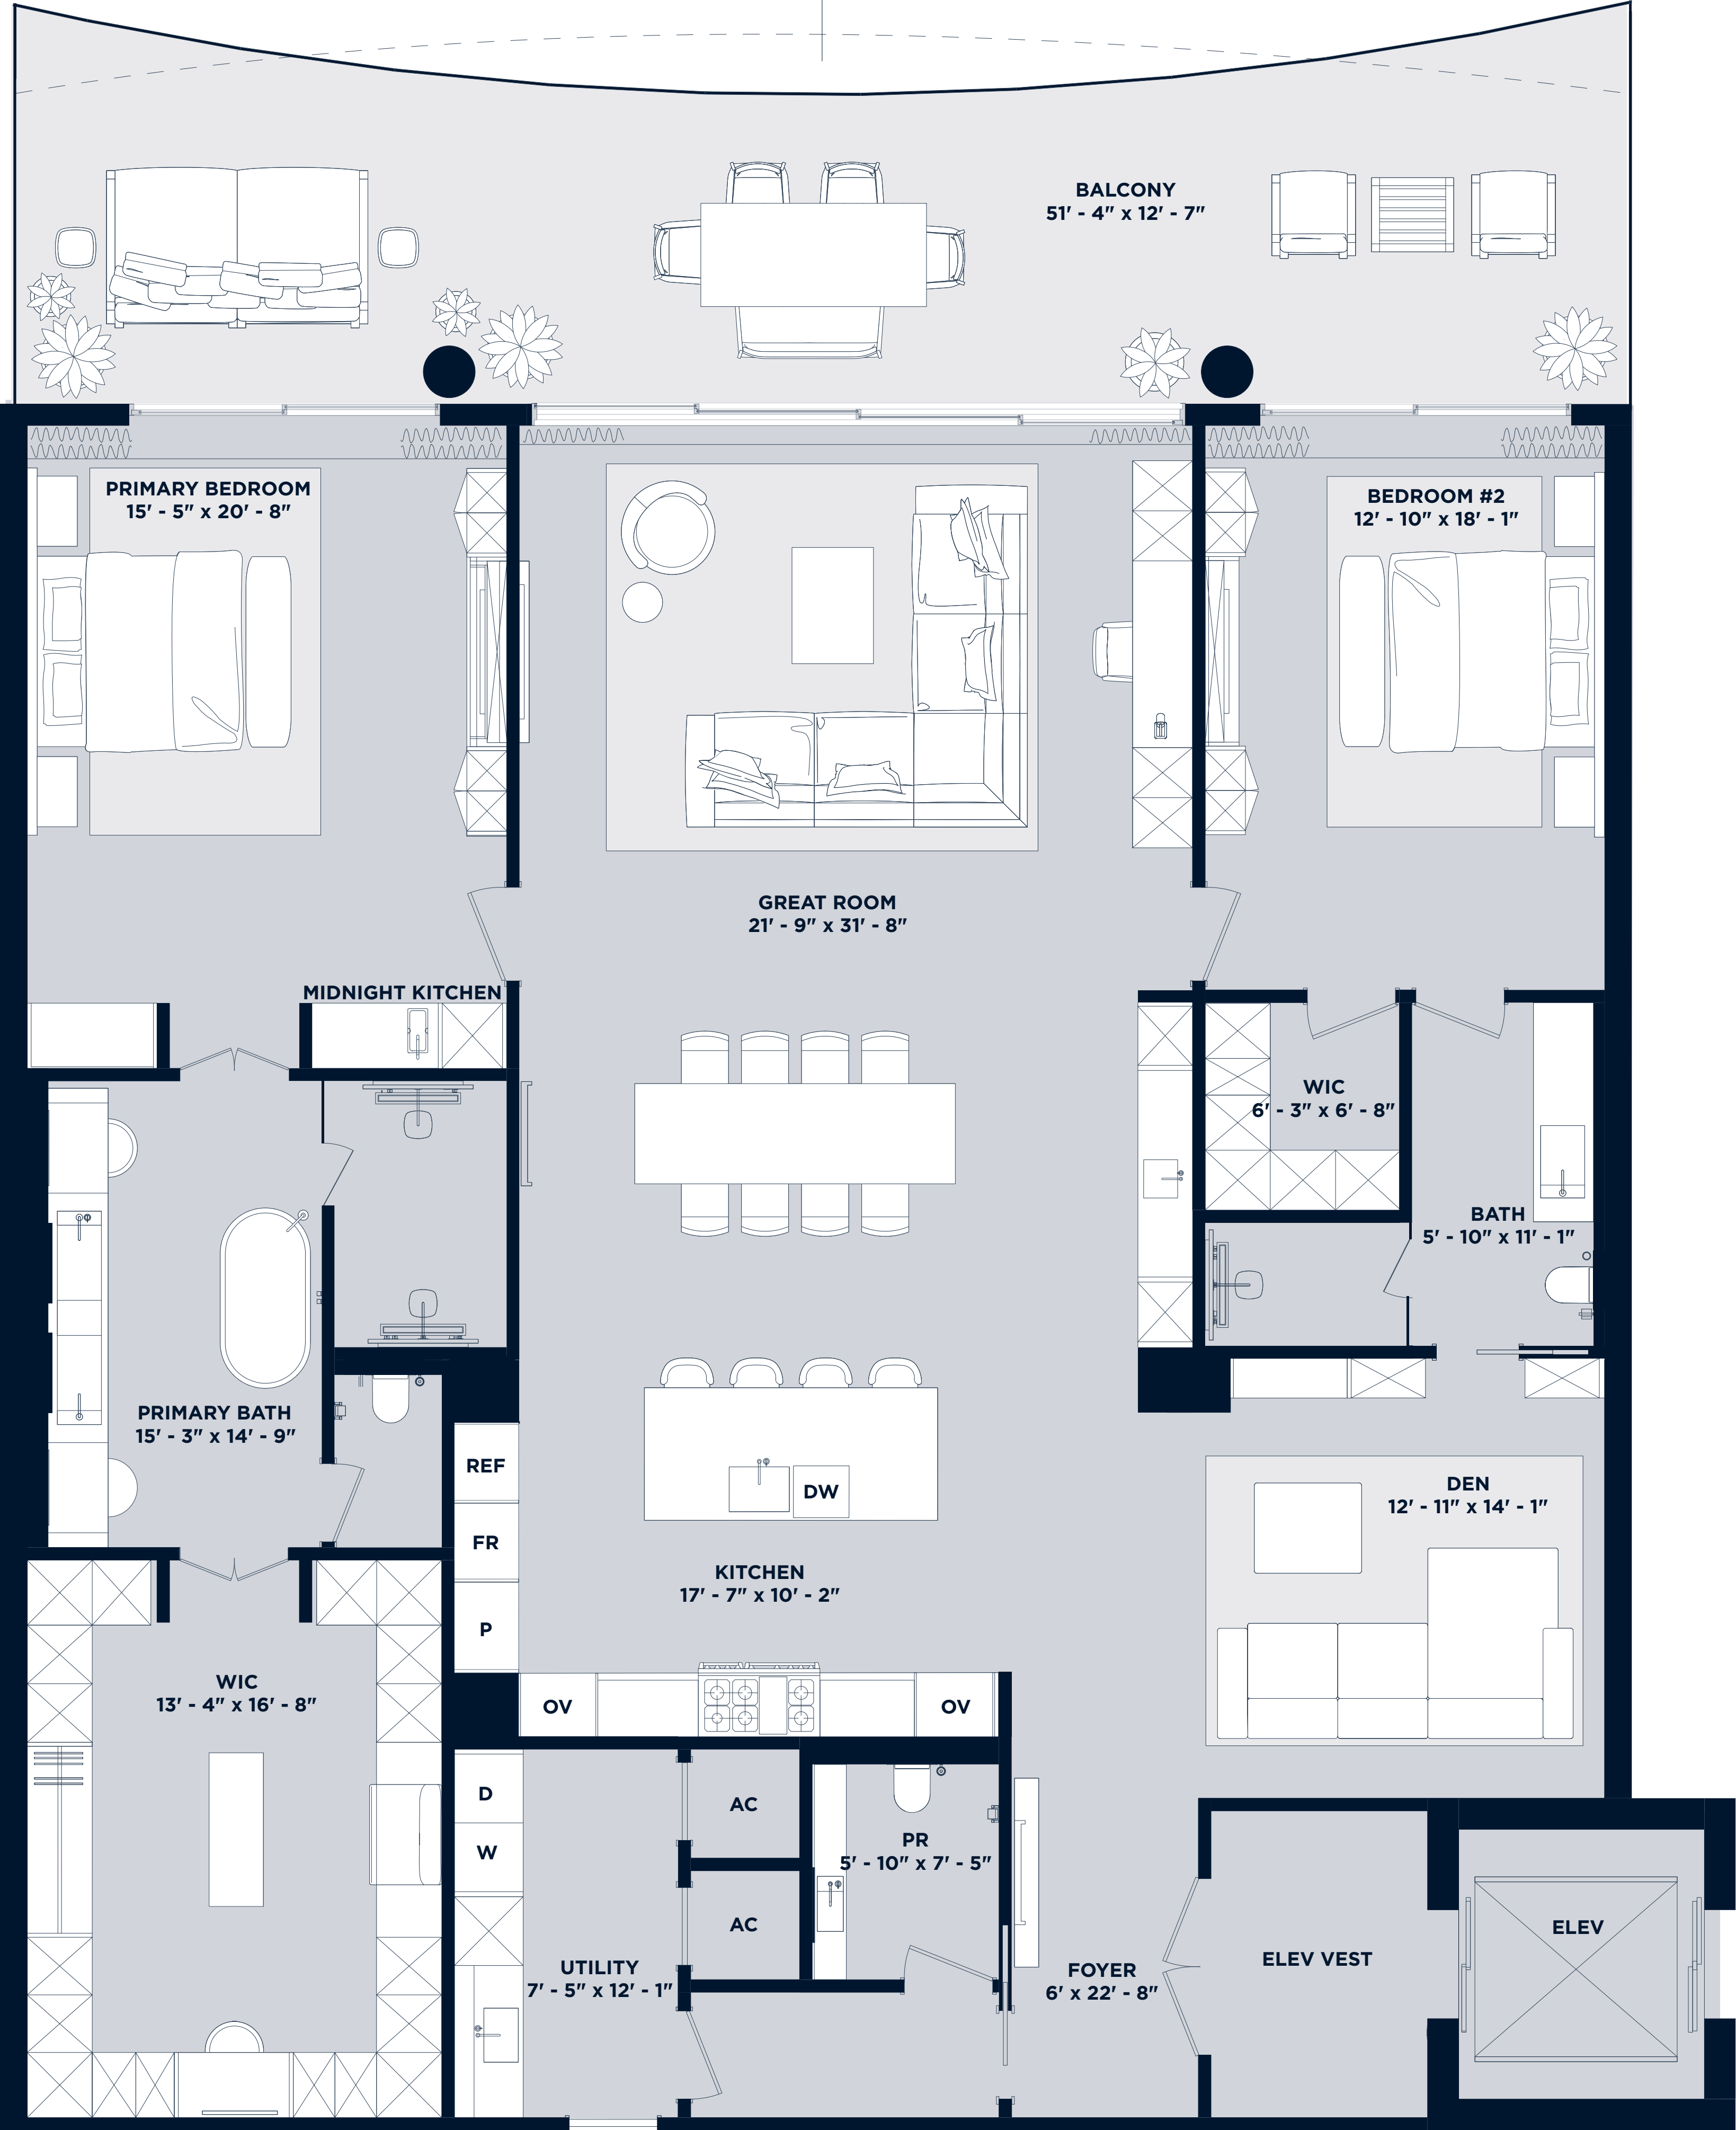 BALCONY
51' - 4" x 12' - 7"
PRIMARY BEDROOM
15' - 5" x 20' - 8"
BEDROOM #2
12' - 10" x 18' - 1"
GREAT ROOM
21' - 9" x 31' - 8"
MIDNIGHT KITCHEN
WIC
6' - 3" x 6' - 8"
BATH
5' - 10" x 11' - 1"
PRIMARY BATH
15' - 3" x 14' - 9"
REF
DW
FR
DEN
12' - 11" x 14' - 1"
KITCHEN
17' - 7" x 10' - 2"
P
WIC
13' - 4" x 16' - 8"
OV
OV
D
AC
W
PR
5' - 10" x 7' - 5"
AC
UTILITY
7' - 5" x 12' - 1"
FOYER
6' x 22' - 8"
ELEV VEST
ELEV